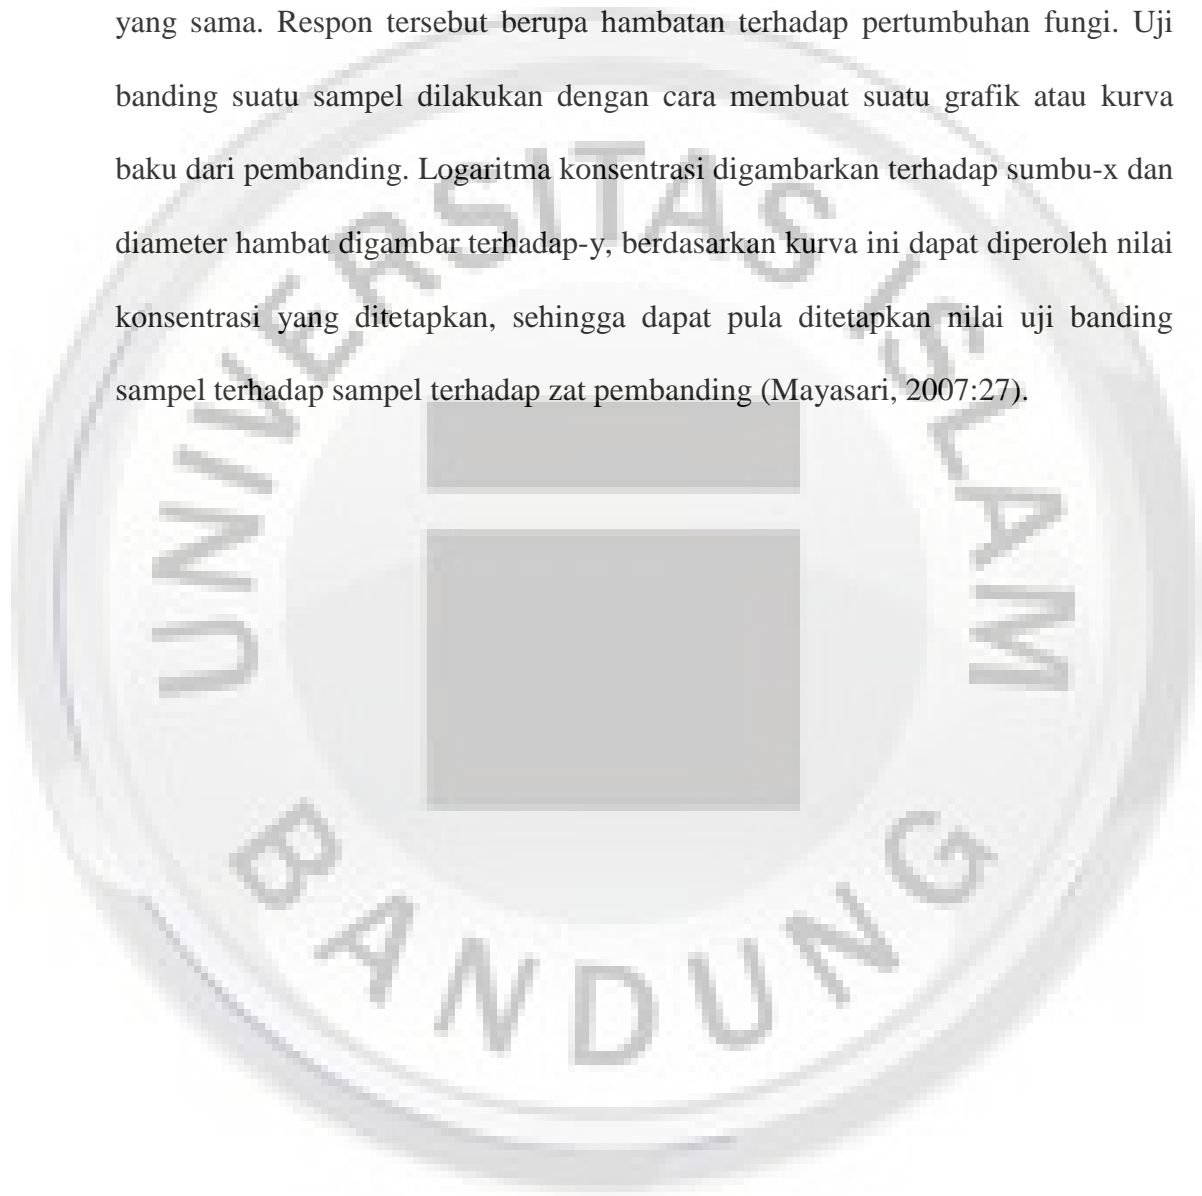 yang sama. Respon tersebut berupa hambatan terhadap pertumbuhan fungi. Uji
banding suatu sampel dilakukan dengan cara membuat suatu grafik atau kurva
baku dari pembanding. Logaritma konsentrasi digambarkan terhadap sumbu-x dan
diameter hambat digambar terhadap-y, berdasarkan kurva ini dapat diperoleh nilai
konsentrasi yang ditetapkan, sehingga dapat pula ditetapkan nilai uji banding
sampel terhadap sampel terhadap zat pembanding (Mayasari, 2007:27).
UNIVERSITAS ISLAM
BANDUNG